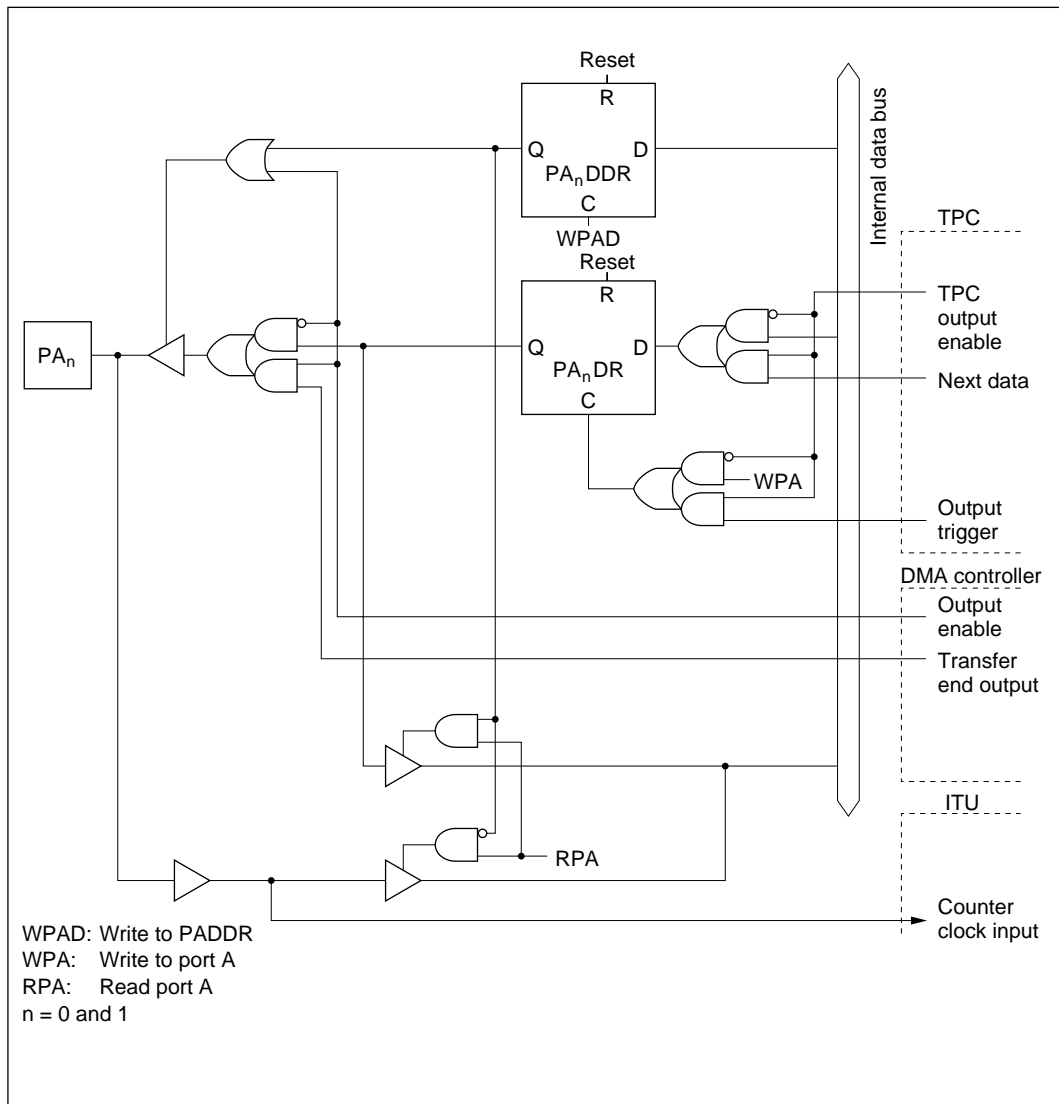 Reset
R
Q
D
PAnDDR
C
WPAD
Internal data bus
TPC
Reset
R
Q
D
PAnDR
C
PAn
TPC
output
enable
Next data
WPA
Output
trigger
DMA controller
Output
enable
Transfer
end output
ITU
RPA
Counter
clock input
WPAD: Write to PADDR
WPA: Write to port A
RPA: Read port A
n = 0 and 1